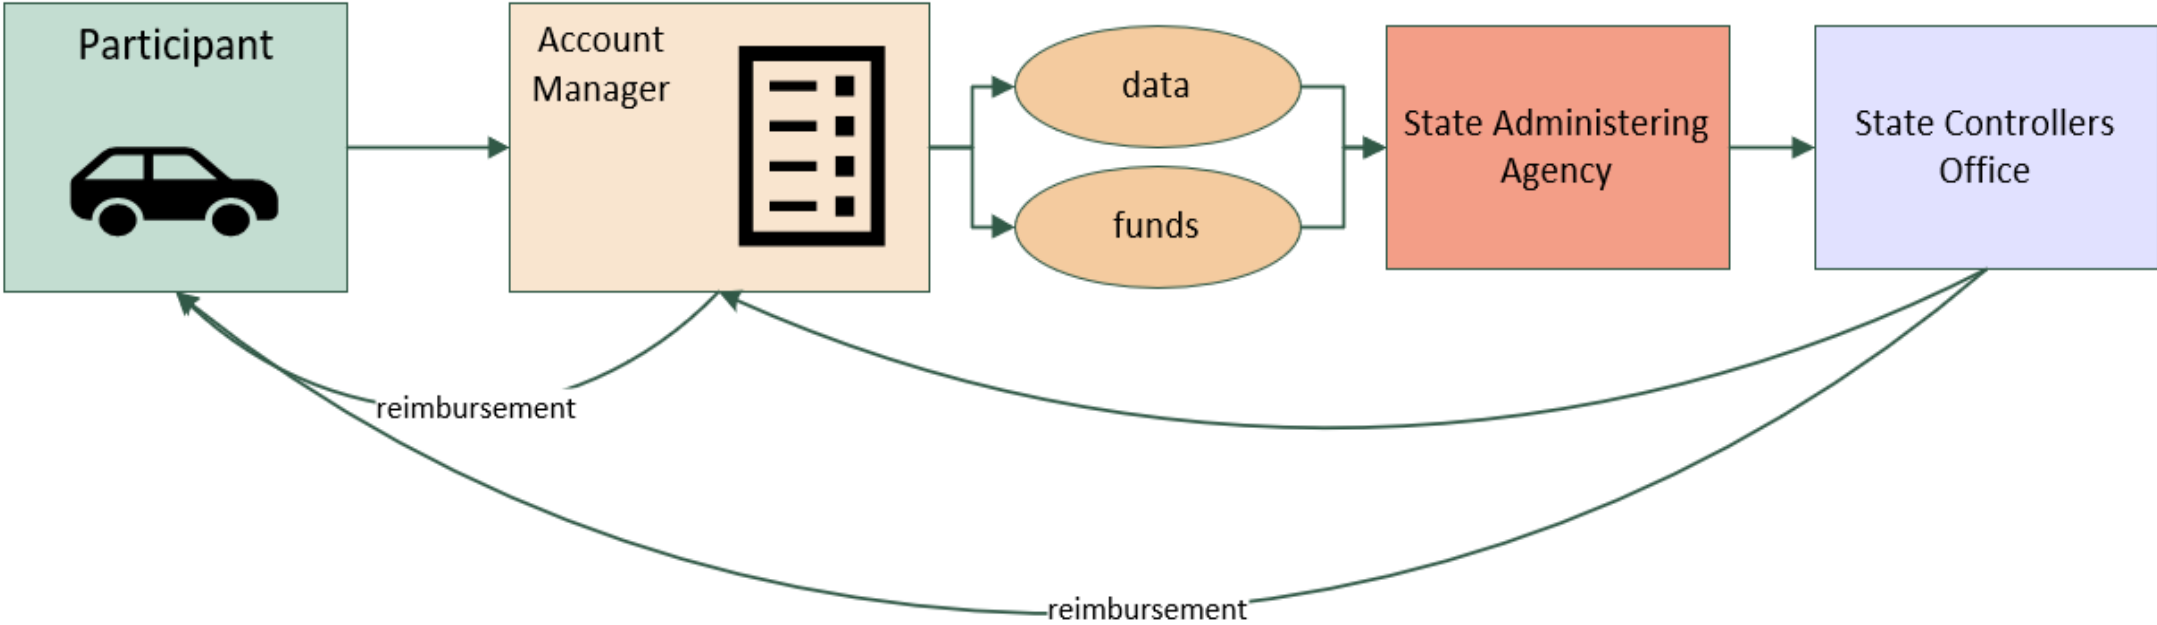 Participant
Account
Manager
data
funds
State Administering
Agency
State Controllers
Office
reimbursement
reimbursement